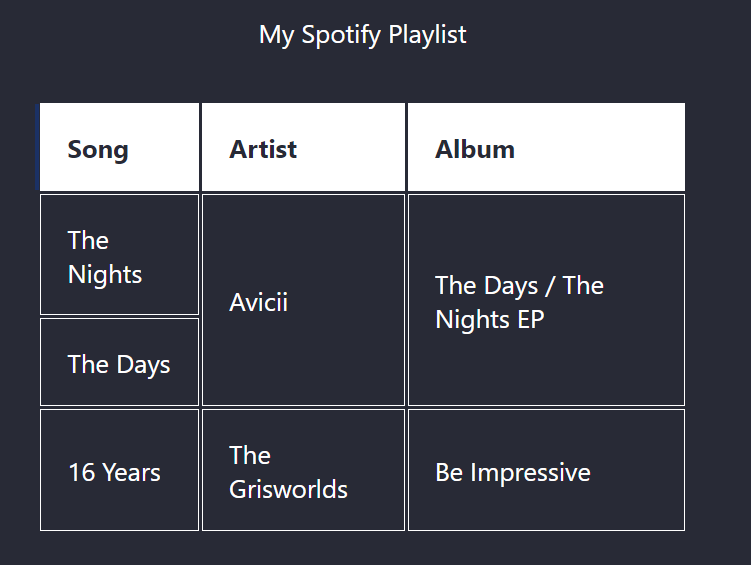 My Spotify Playlist
Song Artist Album
The
Nights
Avicii
The Days / The
Nights EP
The Days
16 Years
The
Grisworlds
Be Impressive